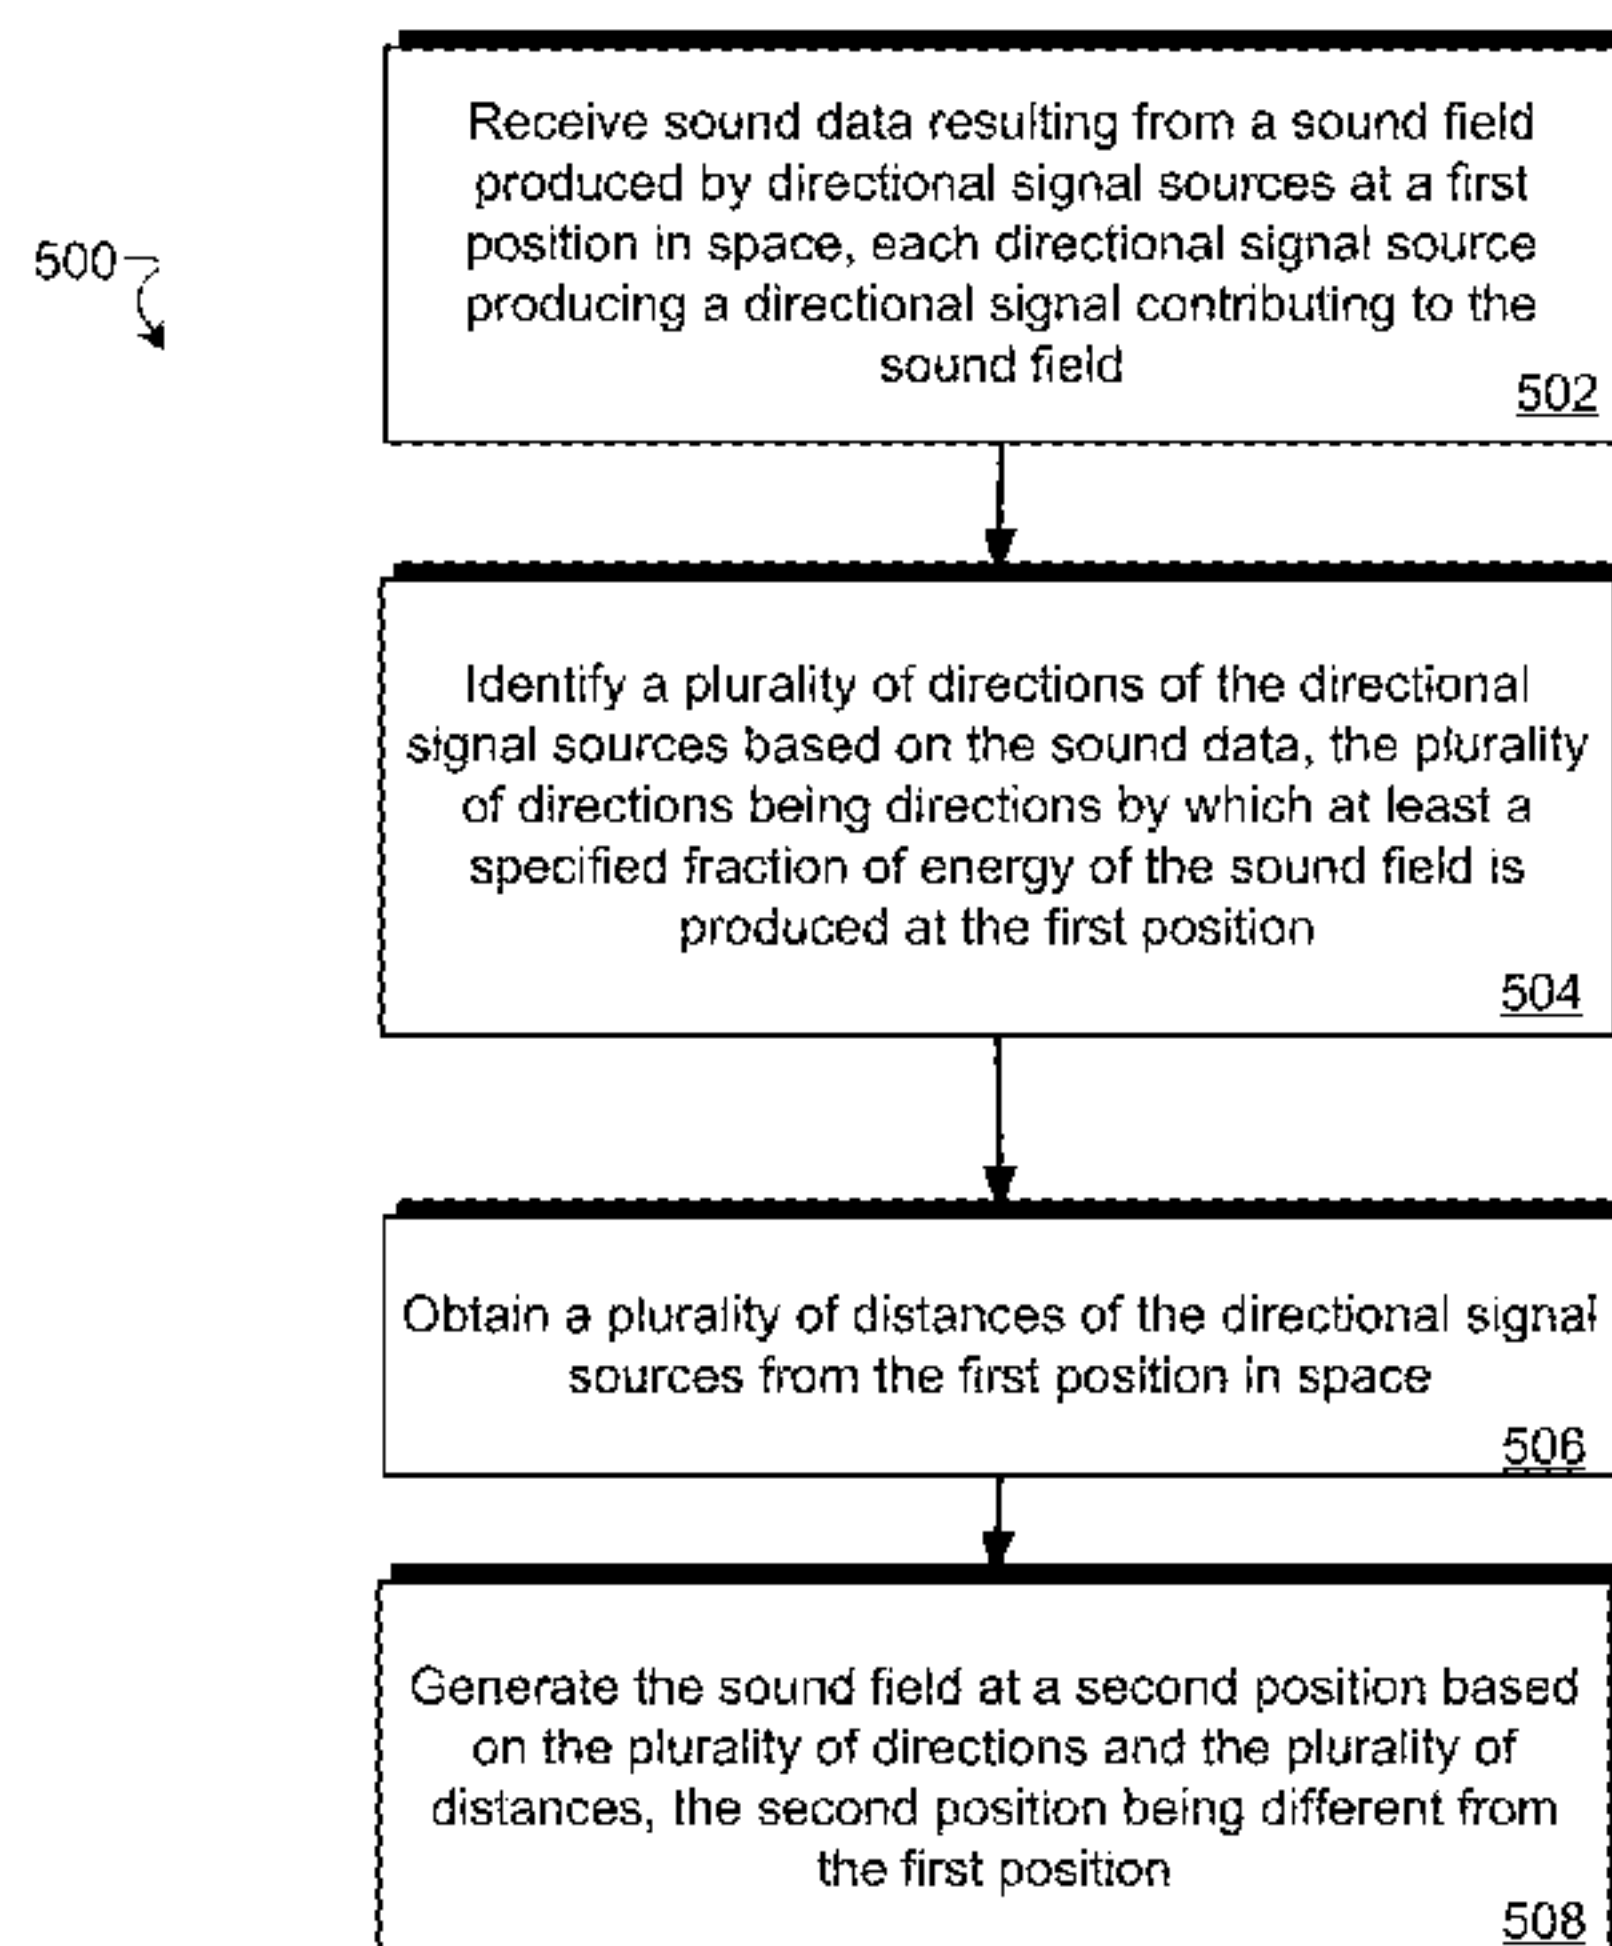 Receive sound data resulting from a sound field
produced by directional signal sources at a first
position in space, each directional signal source
producing a directional signal contributing to the
sound field
502
500
Identify a plurality of directions of the directional
signal sources based on the sound data, the plurality
of directions being directions by which at least a
specified fraction of energy of the sound field is
produced at the first position
504
Obtain a plurality of distances of the directional signal
sources from the first position in space
506
Generate the sound field at a second position based
on the plurality of directions and the plurality of
distances, the second position being different from
the first position
508